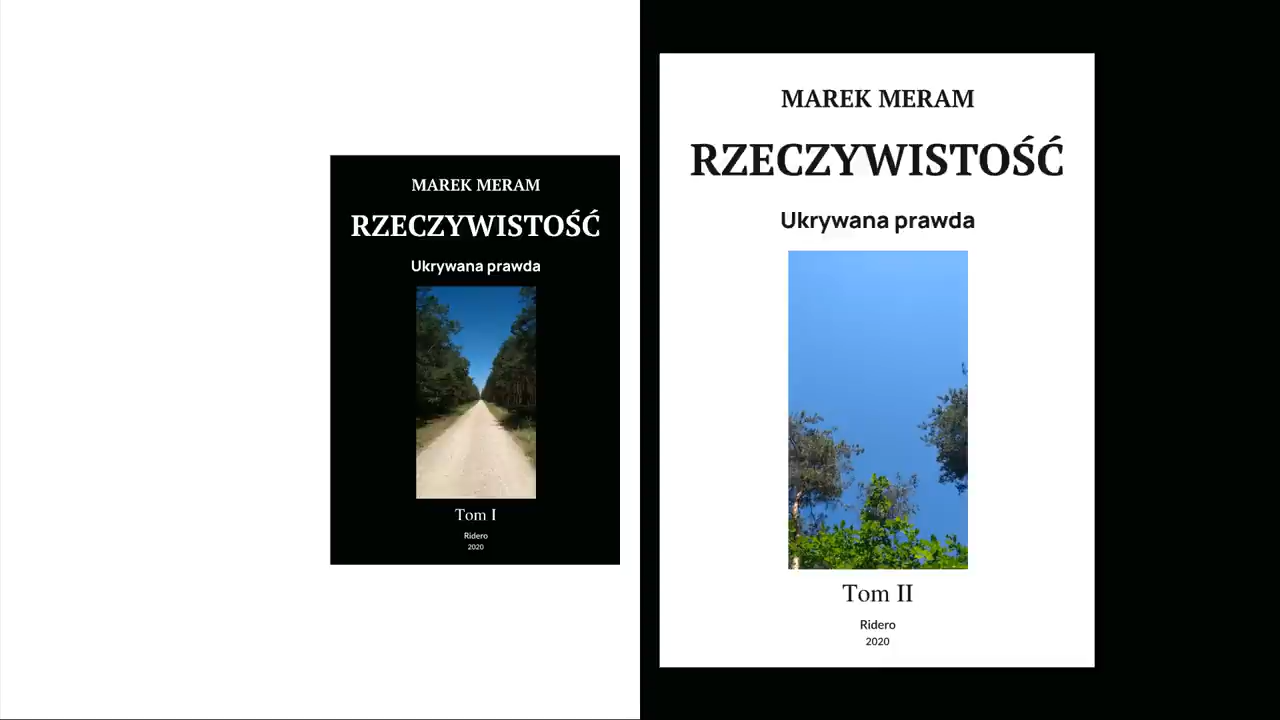 MAREK MERAM
RZECZYWISTOŚĆ
Ukrywana prawda
Tom I
Ridero
2020
MAREK MERAM
RZECZYWISTOŚĆ
Ukrywana prawda
Tom II
Ridero
2020